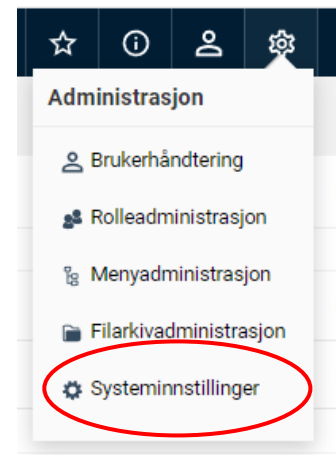 Administrasjon
Brukerhåndtering
Rolleadministrasjon
Menyadministrasjon
Filarkivadministrasjon
Systeminnstillinger